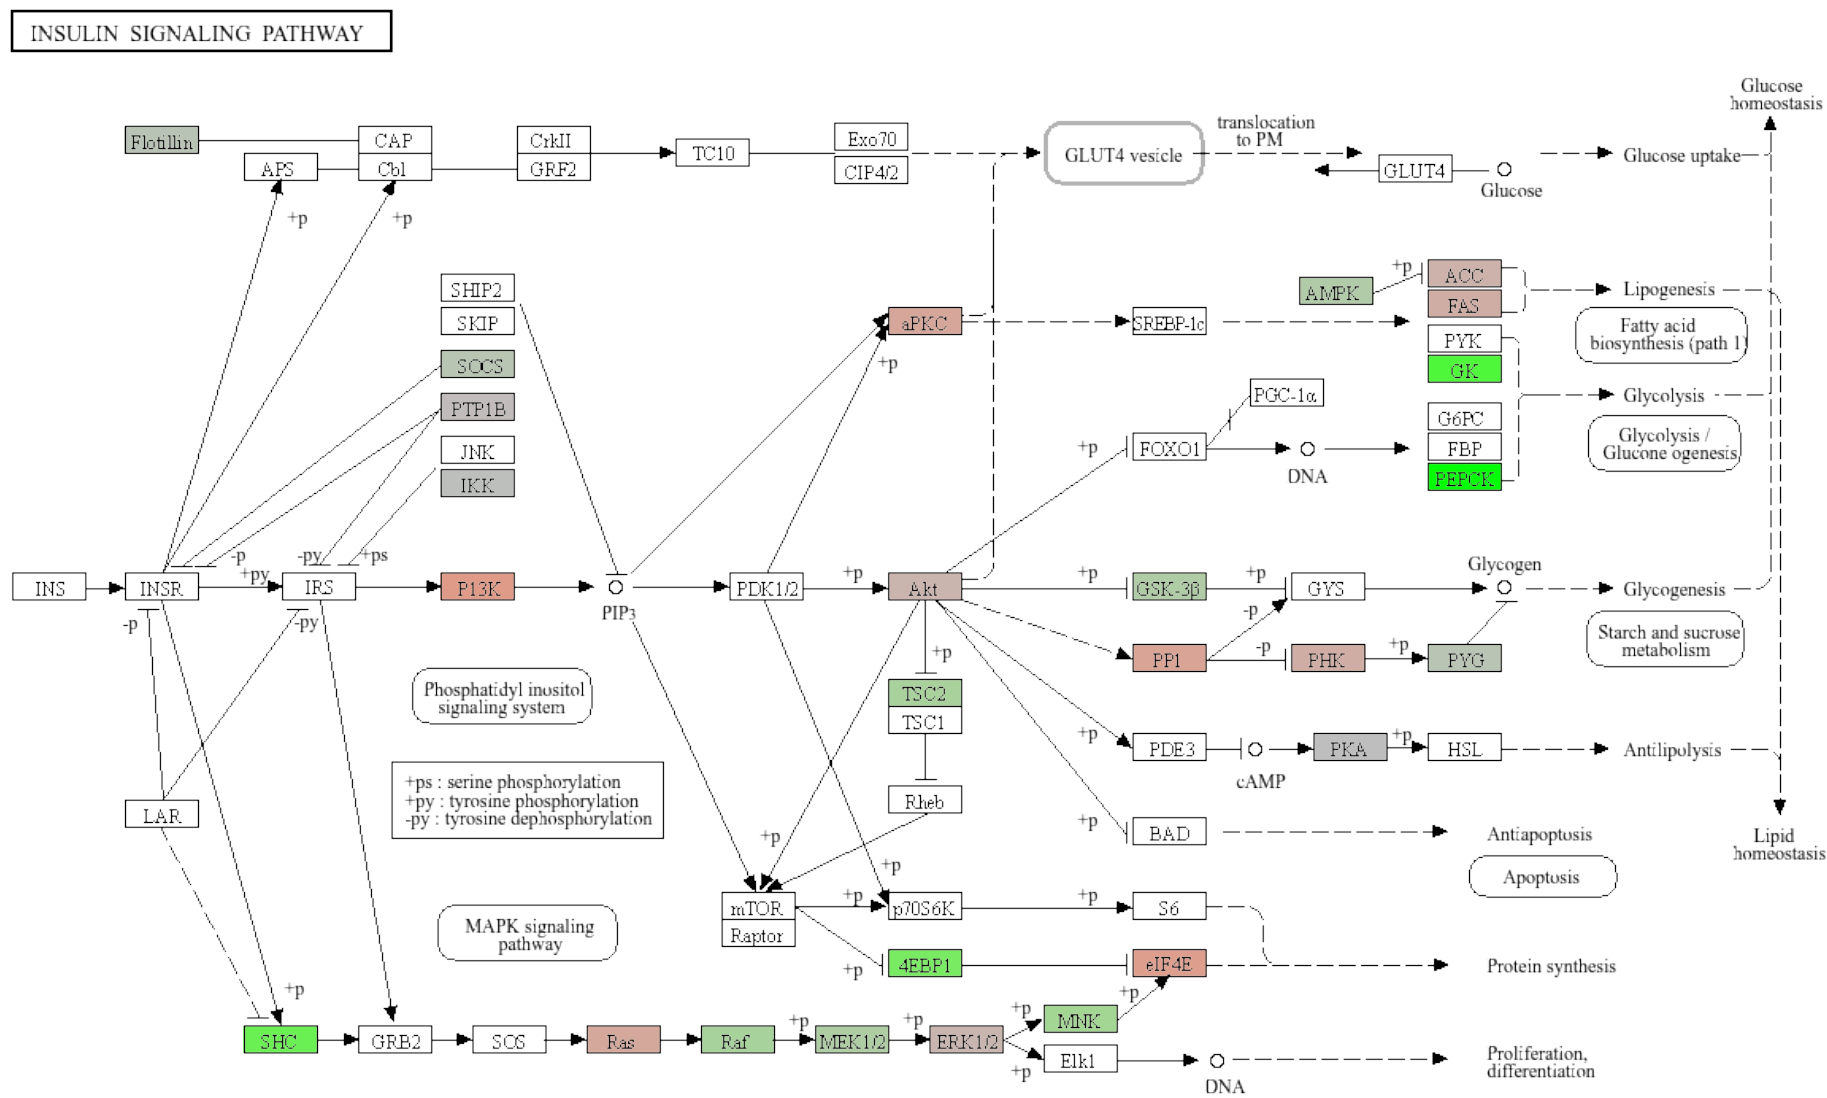 INSULIN SIGNALING PATHWAY
Glucose
homeostasis
Flotillin
CAP
CrkII
Exo70
translocation
to PM
APS
Cbl
GRF2
TC10
CIP4/2
GLUT4 vesicle
GLUT4
Glucose
Glucose uptake
+p
+p
SHIP2
SKIP
SOCS
PTP1B
JNK
IKK
aPKC
+p
SREBP-1c
AMPK
+p
ACC
FAS
PYK
GK
Lipogenesis
Fatty acid
biosynthesis (path 1)
PGC-1α
G6PC
FBP
PEPCK
Glycolysis
Glycolysis /
Glucone ogenesis
+p
FOXO1
DNA
-p
+py
-py
+ps
INS
INSR
IRS
P13K
PIP3
PDK1/2
+p
Akt
+p
GSK-3β
+p
GYS
Glycogen
Glycogenesis
-p
-py
-p
+p
PP1
-p
PHK
+p
PYG
Starch and sucrose
metabolism
Phosphatidyl inositol
signaling system
TSC2
TSC1
+p
PDE3
cAMP
PKA
+p
HSL
Antilipolysis
+ps : serine phosphorylation
+py : tyrosine phosphorylation
-py : tyrosine dephosphorylation
LAR
Rheb
+p
+p
BAD
Antiapoptosis
Apoptosis
Lipid
homeostasis
+p
mTOR
Raptor
+p
p70S6K
+p
S6
MAPK signaling
pathway
+p
4EBP1
eIF4E
Protein synthesis
+p
SHC
GRB2
SOS
Ras
Raf
+p
MEK1/2
+p
ERK1/2
+p
MNK
+p
+p
Elk1
DNA
Proliferation,
differentiation